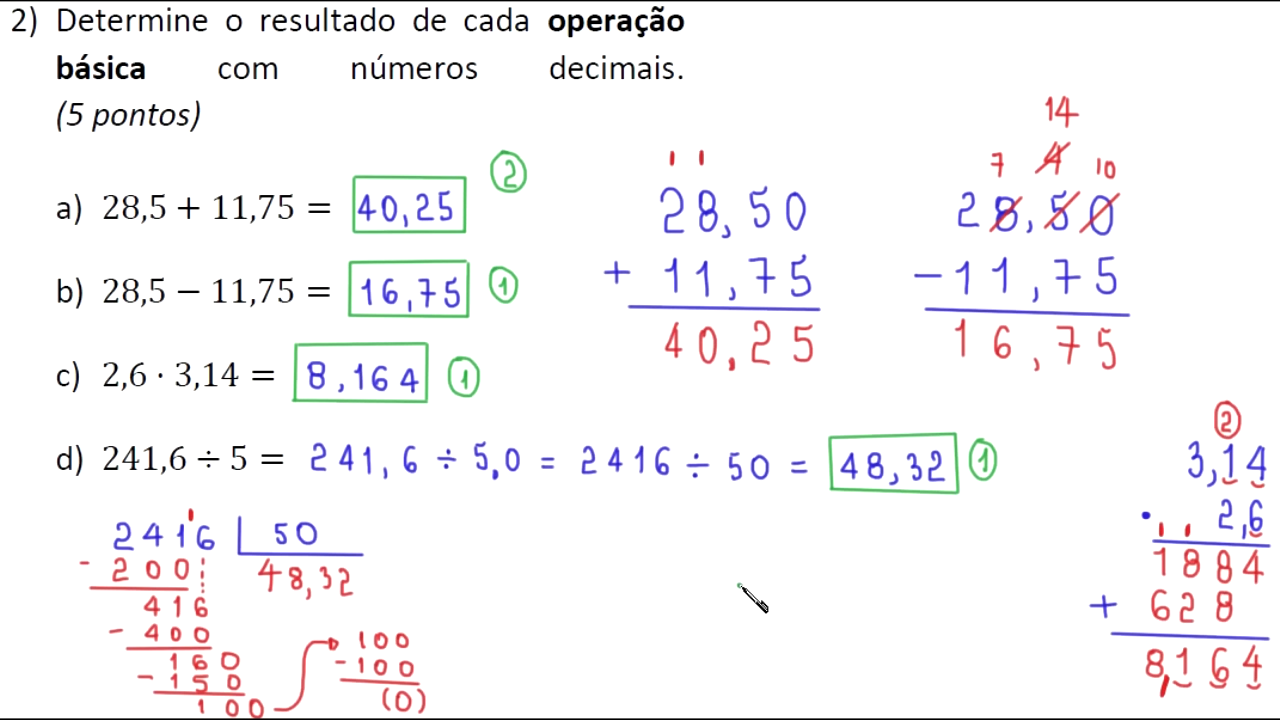 2) Determine o resultado de cada operação
básica com números decimais.
(5 pontos)
a) 28,5 + 11,75 = 40,25 2
b) 28,5 − 11,75 = 16,75 1
c) 2,6 · 3,14 = 8,164 1
d) 241,6 ÷ 5 = 241,6 ÷ 5,0 = 2416 ÷ 50 = 48,32 1
1 1
28,50
+ 11,75
40,25
14
7 4 10
28,50
- 11,75
16,75
2
3,14
· 2,6
1 1
1884
+ 628
8,164
2416 50
- 200 48,32
416
- 400
160
- 150
100
100
- 100
(0)